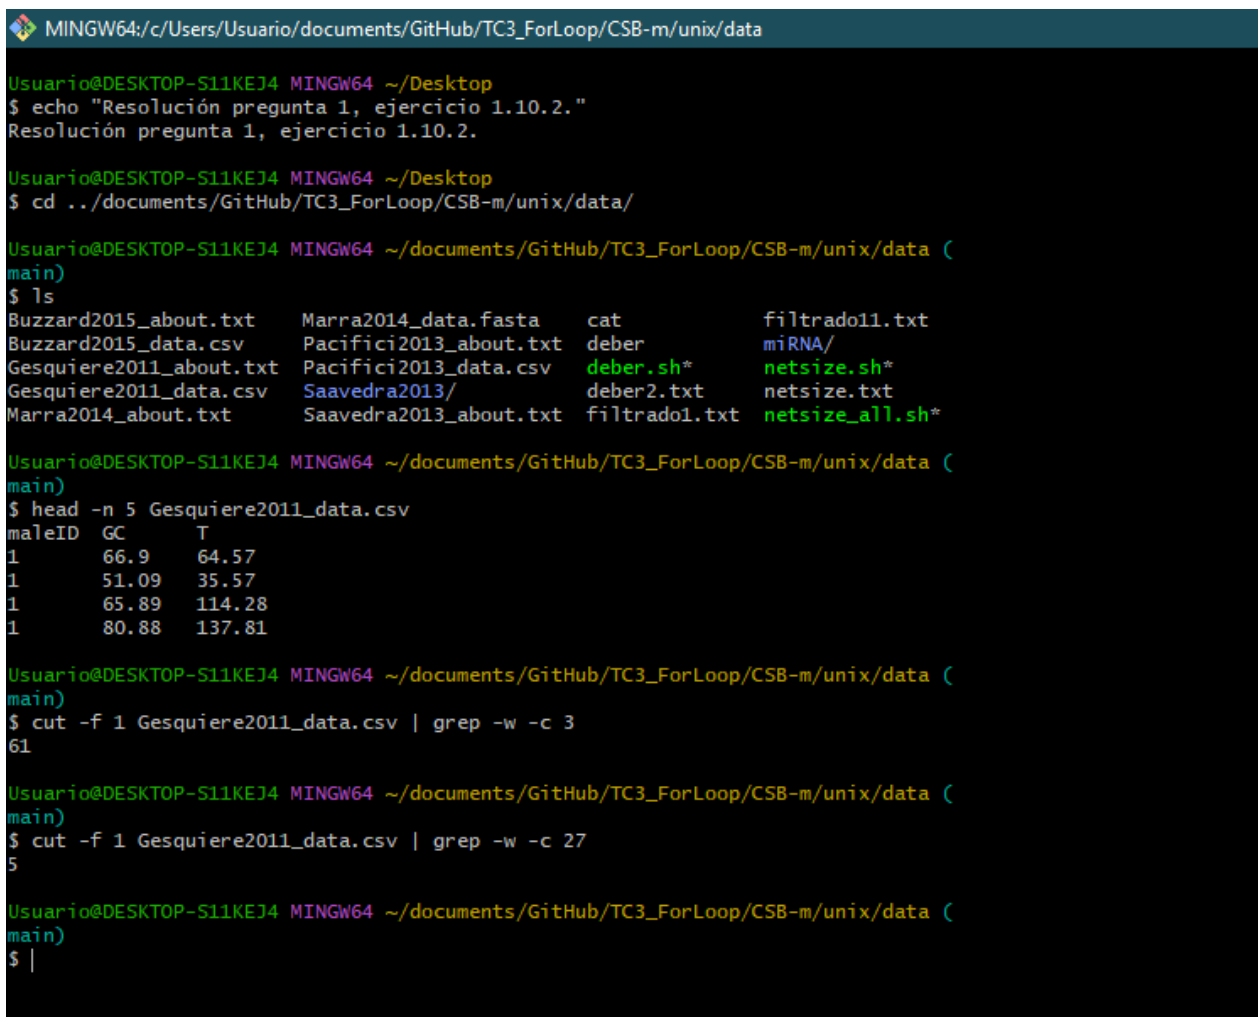 MINGW64:/c/Users/Usuario/documents/GitHub/TC3_ForLoop/CSB-m/unix/data
Usuario@DESKTOP-S11KEJ4 MINGW64 ~/Desktop
$ echo "Resolución pregunta 1, ejercicio 1.10.2."
Resolución pregunta 1, ejercicio 1.10.2.
Usuario@DESKTOP-S11KEJ4 MINGW64 ~/Desktop
$ cd ../documents/GitHub/TC3_ForLoop/CSB-m/unix/data/
Usuario@DESKTOP-S11KEJ4 MINGW64 ~/documents/GitHub/TC3_ForLoop/CSB-m/unix/data (
main)
$ ls
Buzzard2015_about.txt Marra2014_data.fasta cat filtrado11.txt
Buzzard2015_data.csv Pacifici2013_about.txt deber miRNA/
Gesquiere2011_about.txt Pacifici2013_data.csv deber.sh* netsize.sh*
Gesquiere2011_data.csv Saavedra2013/ deber2.txt netsize.txt
Marra2014_about.txt Saavedra2013_about.txt filtrado1.txt netsize_all.sh*
Usuario@DESKTOP-S11KEJ4 MINGW64 ~/documents/GitHub/TC3_ForLoop/CSB-m/unix/data (
main)
$ head -n 5 Gesquiere2011_data.csv
maleID GC T
1 66.9 64.57
1 51.09 35.57
1 65.89 114.28
1 80.88 137.81
Usuario@DESKTOP-S11KEJ4 MINGW64 ~/documents/GitHub/TC3_ForLoop/CSB-m/unix/data (
main)
$ cut -f 1 Gesquiere2011_data.csv | grep -w -c 3
61
Usuario@DESKTOP-S11KEJ4 MINGW64 ~/documents/GitHub/TC3_ForLoop/CSB-m/unix/data (
main)
$ cut -f 1 Gesquiere2011_data.csv | grep -w -c 27
5
Usuario@DESKTOP-S11KEJ4 MINGW64 ~/documents/GitHub/TC3_ForLoop/CSB-m/unix/data (
main)
$